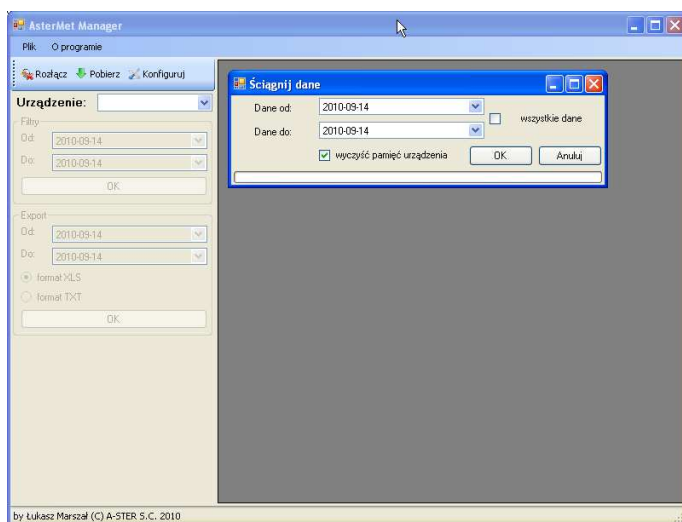 AsterMet Manager
Plik O programie
Rozłącz Pobierz Konfiguruj
Urządzenie:
Filtry
Od: 2010-09-14
Do: 2010-09-14
OK
Export
Od: 2010-09-14
Do: 2010-09-14
format XLS
format TXT
OK
Ściągnij dane
Dane od: 2010-09-14
Dane do: 2010-09-14
wszystkie dane
wyczyść pamięć urządzenia OK Anuluj
by Łukasz Marszał (C) A-STER S.C. 2010